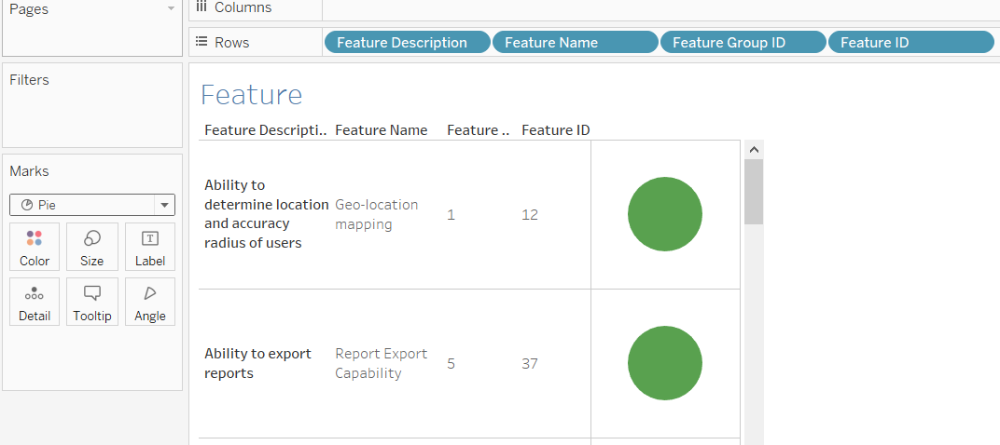 Pages
Columns
Rows
Feature Description
Feature Name
Feature Group ID
Feature ID
Filters
Marks
Pie
Color
Size
T
Label
Detail
Tooltip
Angle
Feature
Feature Descripti..
Feature Name
Feature ..
Feature ID
Ability to
determine location
and accuracy
radius of users
Geo-location
mapping
1
12
Ability to export
reports
Report Export
Capability
5
37